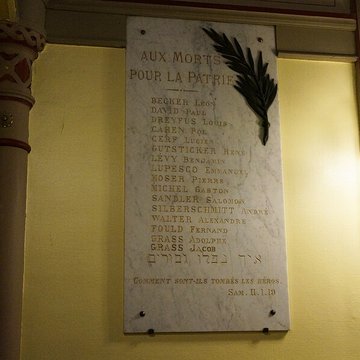 AUX MORTS
POUR LA PATRIE
BECKER LÉON
DAVID PAUL
DREYFUS LOUIS
CAHEN POL
CERF LUCIEN
GUTSTICKER RENÉ
LÉVY BENJAMIN
LUPESCO EMMANUEL
MOSER PIERRE
MICHEL GASTON
SANDLER SALOMON
SILBERSCHMITT ANDRÉ
WALTER ALEXANDRE
FOULD FERNAND
GRASS ADOLPHE
GRASS JACOB
איך נפלו גבורים
COMMENT SONT-ILS TOMBÉS LES HÉROS.
SAM. II.1.19